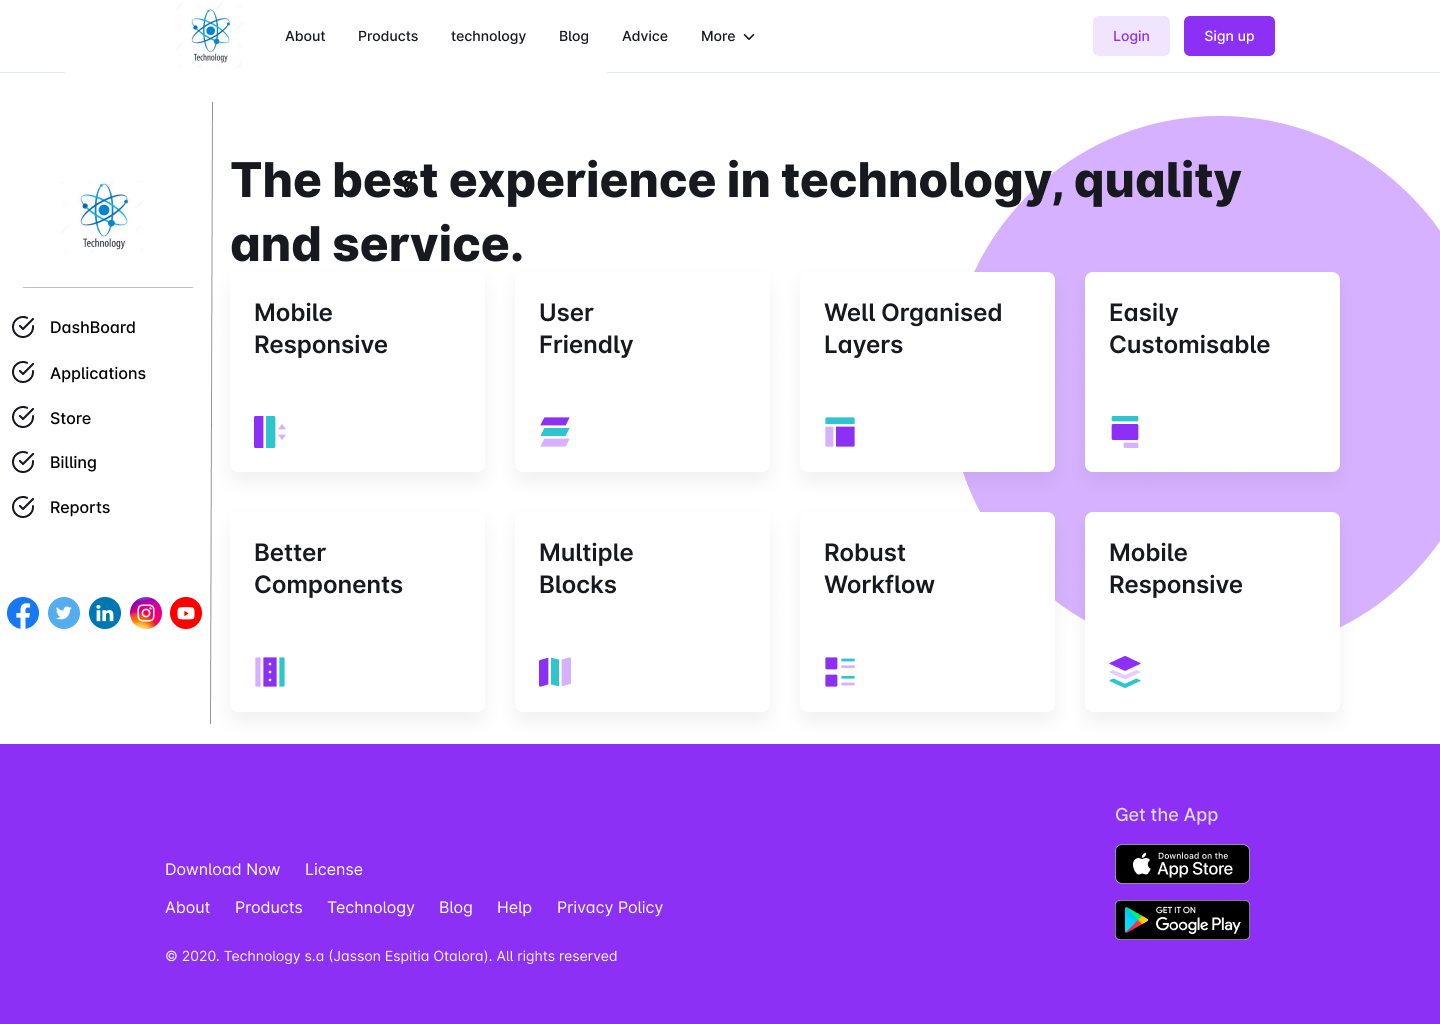 Technology
About Products technology Blog Advice More
Login Sign up
The best experience in technology, quality
and service.
Technology
DashBoard
Applications
Store
Billing
Reports
Mobile
Responsive
User
Friendly
Well Organised
Layers
Easily
Customisable
Better
Components
Multiple
Blocks
Robust
Workflow
Mobile
Responsive
Download Now License
About Products Technology Blog Help Privacy Policy
© 2020. Technology s.a (Jasson Espitia Otalora). All rights reserved
Get the App
Download on the
App Store
GET IT ON
Google Play